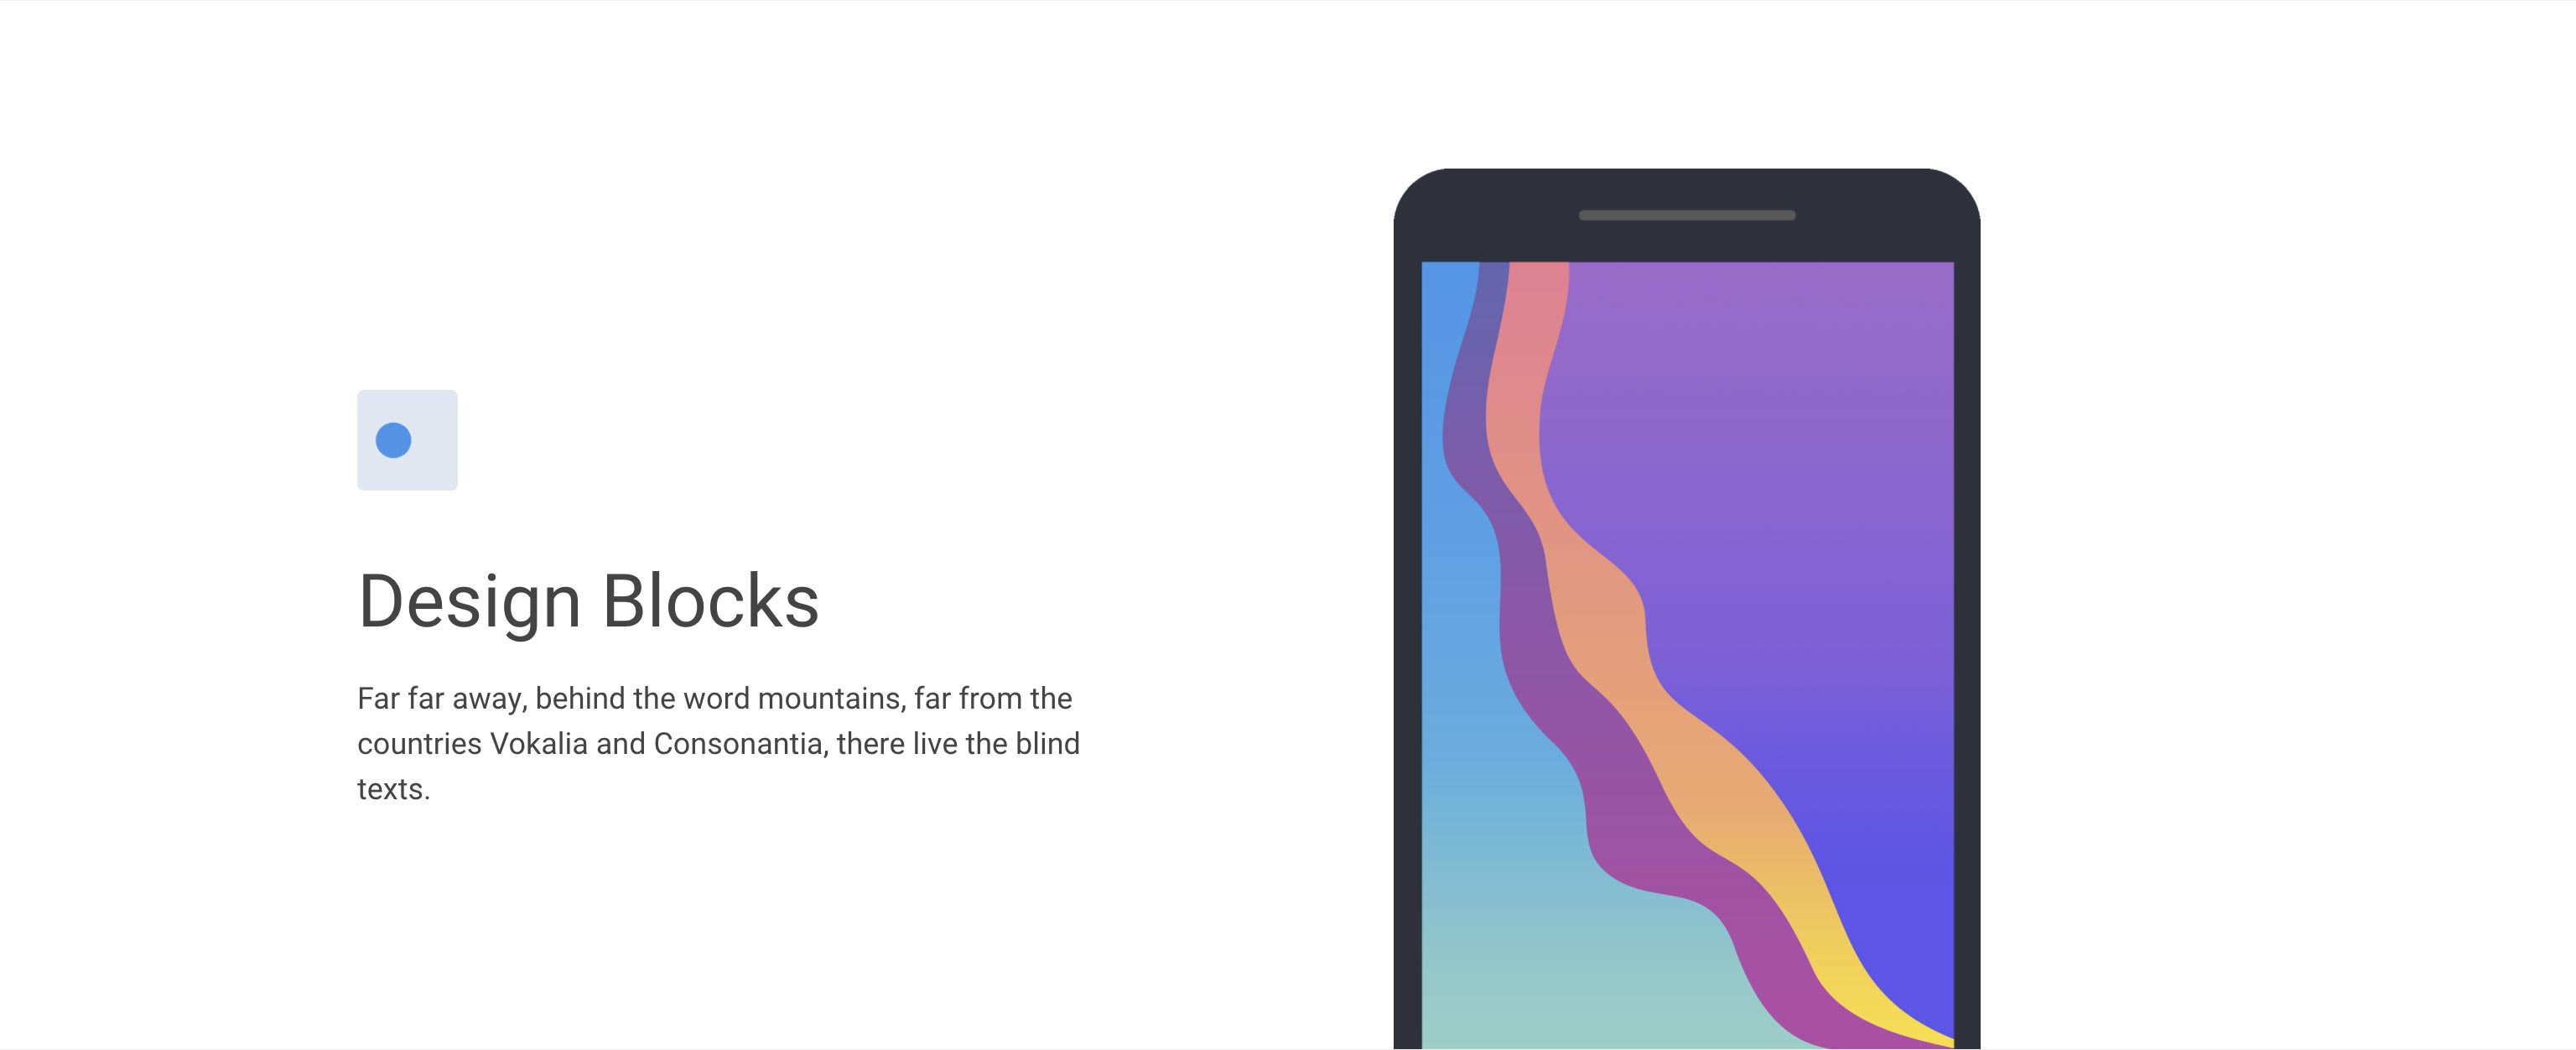 Design Blocks
Far far away, behind the word mountains, far from the
countries Vokalia and Consonantia, there live the blind
texts.